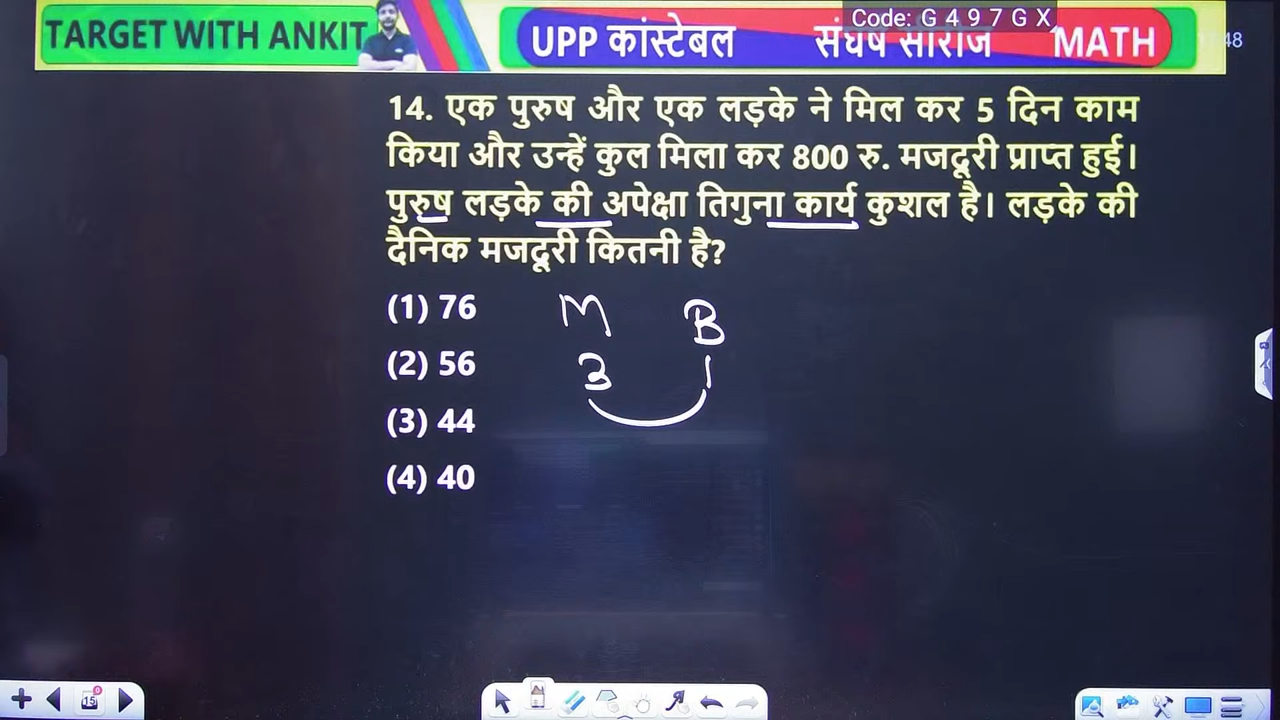 TARGET WITH ANKIT
UPP कांस्टेबल संघर्ष सीरीज MATH
Code: G 4 9 7 G X
:48
14. एक पुरुष और एक लड़के ने मिल कर 5 दिन काम
किया और उन्हें कुल मिला कर 800 रु. मजदूरी प्राप्त हुई।
पुरुष लड़के की अपेक्षा तिगुना कार्य कुशल है। लड़के की
दैनिक मजदूरी कितनी है?
(1) 76
(2) 56
(3) 44
(4) 40
M B
3 1
15